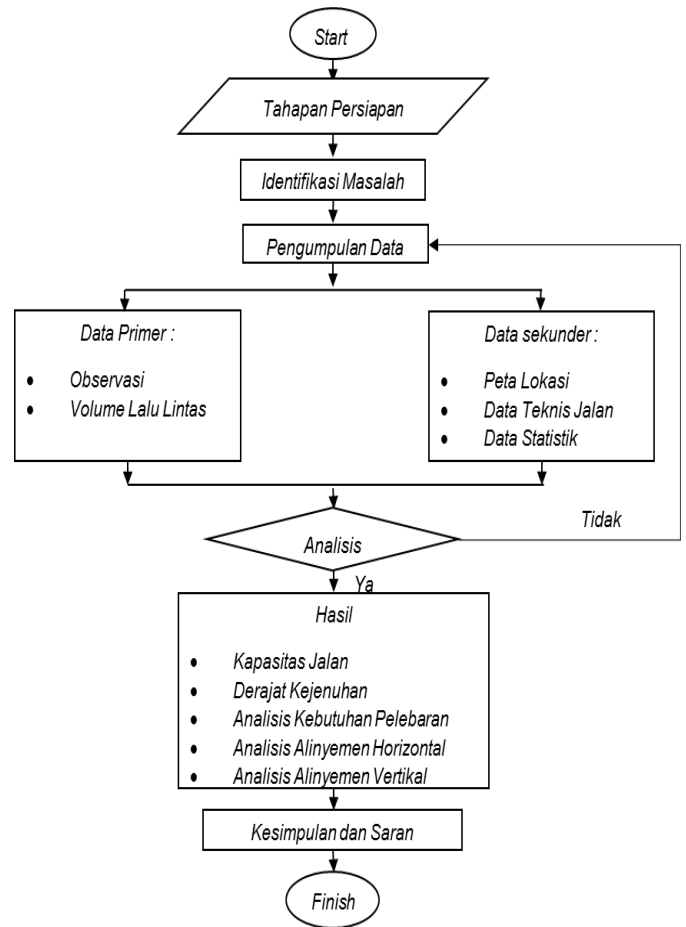 Start
Tahapan Persiapan
Identifikasi Masalah
Pengumpulan Data
Data Primer :
• Observasi
• Volume Lalu Lintas
Data sekunder :
• Peta Lokasi
• Data Teknis Jalan
• Data Statistik
Tidak
Analisis
Ya
Hasil
• Kapasitas Jalan
• Derajat Kejenuhan
• Analisis Kebutuhan Pelebaran
• Analisis Alinyemen Horizontal
• Analisis Alinyemen Vertikal
Kesimpulan dan Saran
Finish